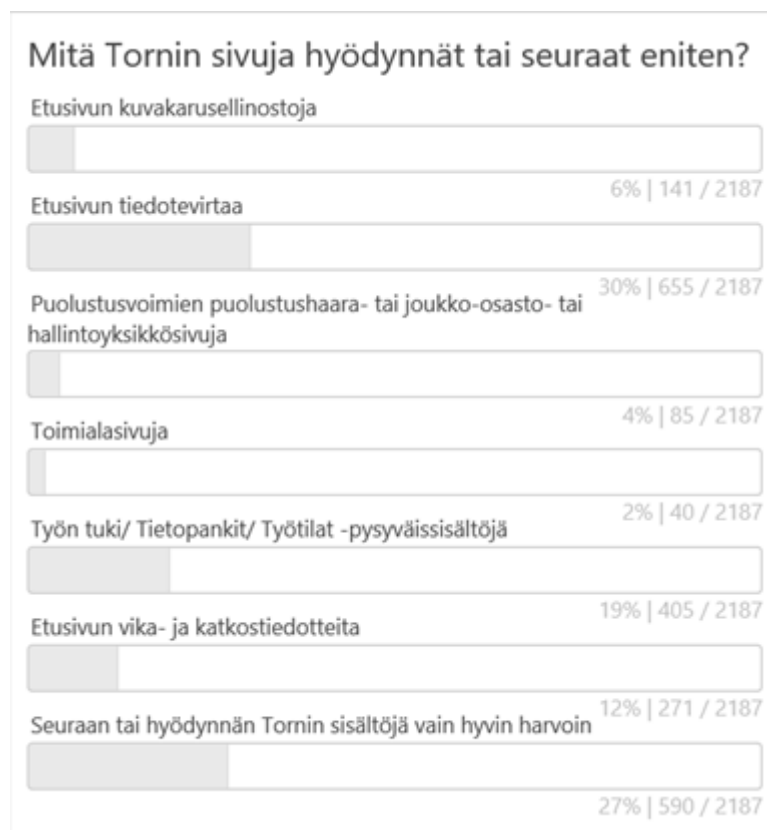 Mitä Tornin sivuja hyödynnät tai seuraat eniten?
Etusivun kuvakarusellinostoja
6% | 141 / 2187
Etusivun tiedotevirtaa
30% | 655 / 2187
Puolustusvoimien puolustushaara- tai joukko-osasto- tai
hallintoyksikkösivuja
4% | 85 / 2187
Toimialasivuja
2% | 40 / 2187
Työn tuki/ Tietopankit/ Työtilat -pysyväissisältöjä
19% | 405 / 2187
Etusivun vika- ja katkostiedotteita
12% | 271 / 2187
Seuraan tai hyödynnän Tornin sisältöjä vain hyvin harvoin
27% | 590 / 2187